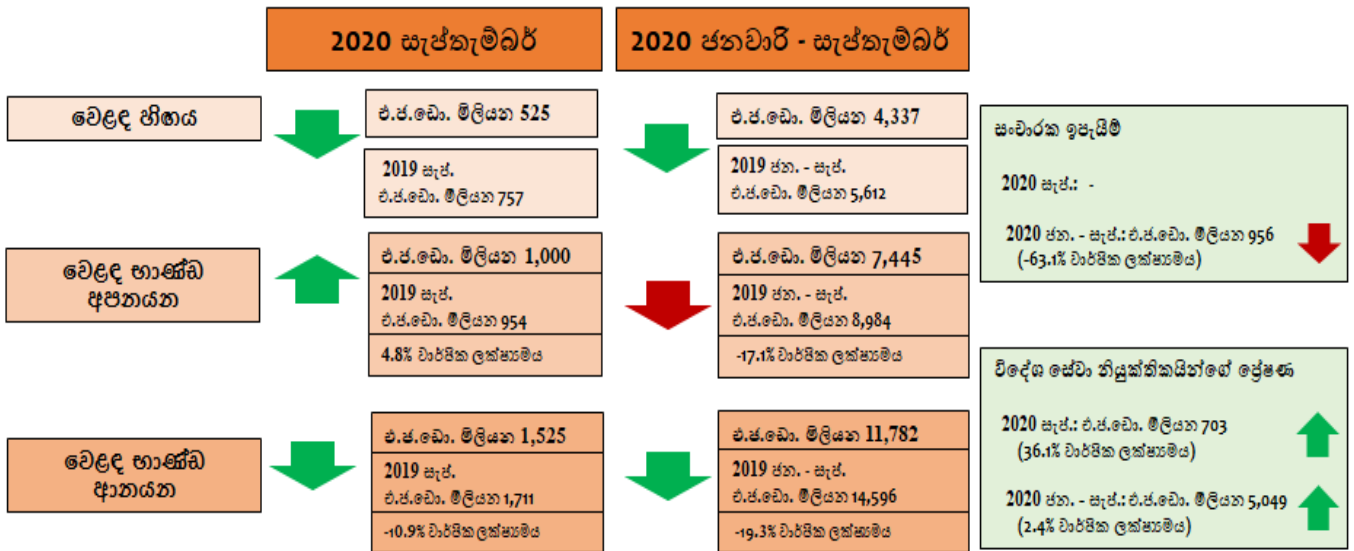 2020 සැප්තැම්බර්
2020 ජනවාරි - සැප්තැම්බර්
වෙළඳ හිඟය
එ.ජ.ඩො. මිලියන 525
2019 සැප්.
එ.ජ.ඩො. මිලියන 757
එ.ජ.ඩො. මිලියන 4,337
2019 ජන. - සැප්.
එ.ජ.ඩො. මිලියන 5,612
වෙළඳ භාණ්ඩ
අපනයන
එ.ජ.ඩො. මිලියන 1,000
2019 සැප්.
එ.ජ.ඩො. මිලියන 954
4.8% වාර්ෂික ලක්ෂ්‍යමය
එ.ජ.ඩො. මිලියන 7,445
2019 ජන. - සැප්.
එ.ජ.ඩො. මිලියන 8,984
-17.1% වාර්ෂික ලක්ෂ්‍යමය
වෙළඳ භාණ්ඩ
ආනයන
එ.ජ.ඩො. මිලියන 1,525
2019 සැප්.
එ.ජ.ඩො. මිලියන 1,711
-10.9% වාර්ෂික ලක්ෂ්‍යමය
එ.ජ.ඩො. මිලියන 11,782
2019 ජන. - සැප්.
එ.ජ.ඩො. මිලියන 14,596
-19.3% වාර්ෂික ලක්ෂ්‍යමය
සංචාරක ඉපැයීම්
2020 සැප්.: -
2020 ජන. - සැප්.: එ.ජ.ඩො. මිලියන 956
(-63.1% වාර්ෂික ලක්ෂ්‍යමය)
විදේශ සේවා නියුක්තිකයින්ගේ ප්‍රේෂණ
2020 සැප්.: එ.ජ.ඩො. මිලියන 703
(36.1% වාර්ෂික ලක්ෂ්‍යමය)
2020 ජන. - සැප්.: එ.ජ.ඩො. මිලියන 5,049
(2.4% වාර්ෂික ලක්ෂ්‍යමය)